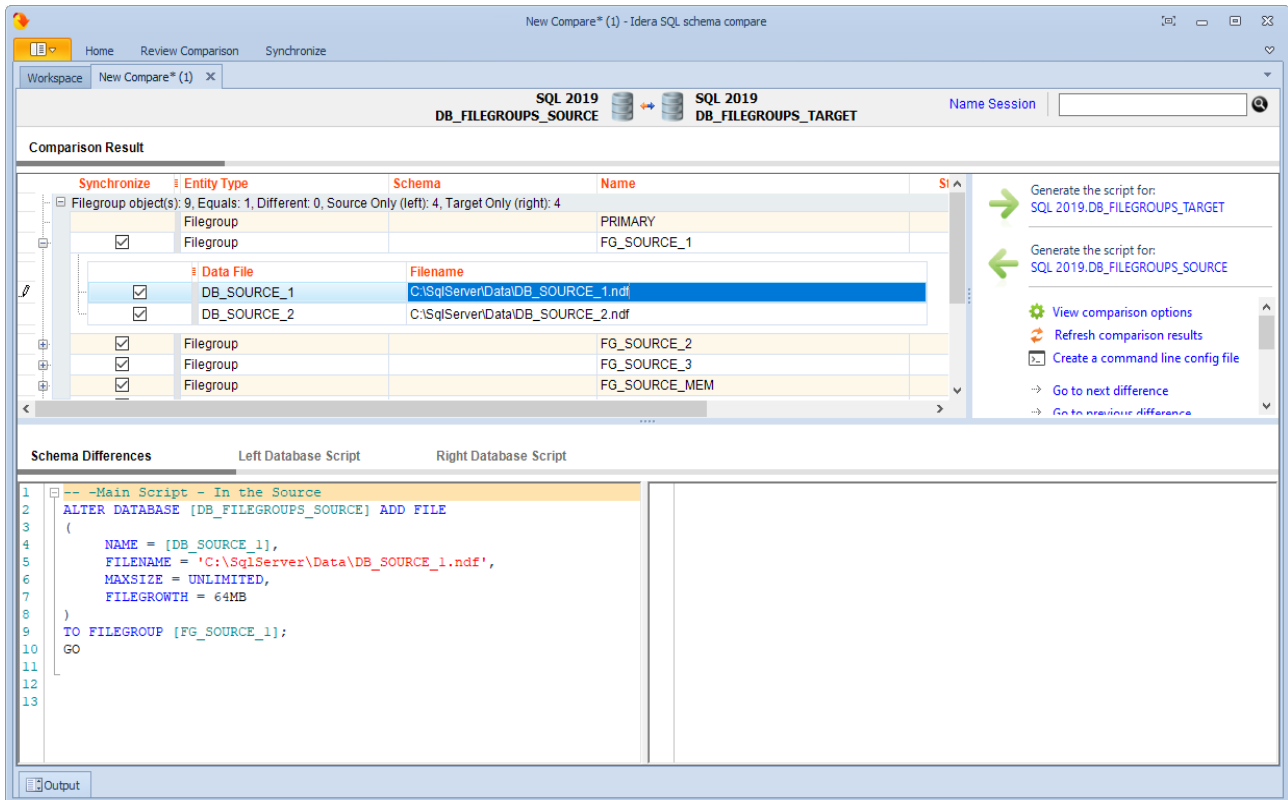 New Compare* (1) - Idera SQL schema compare
Home Review Comparison Synchronize
Workspace New Compare* (1)
SQL 2019 SQL 2019
DB_FILEGROUPS_SOURCE DB_FILEGROUPS_TARGET
Name Session
Comparison Result
Synchronize Entity Type Schema Name
Filegroup object(s): 9, Equals: 1, Different: 0, Source Only (left): 4, Target Only (right): 4
Filegroup PRIMARY
Filegroup FG_SOURCE_1
Data File Filename
DB_SOURCE_1 C:\SqlServer\Data\DB_SOURCE_1.ndf
DB_SOURCE_2 C:\SqlServer\Data\DB_SOURCE_2.ndf
Filegroup FG_SOURCE_2
Filegroup FG_SOURCE_3
Filegroup FG_SOURCE_MEM
Generate the script for:
SQL 2019.DB_FILEGROUPS_TARGET
Generate the script for:
SQL 2019.DB_FILEGROUPS_SOURCE
View comparison options
Refresh comparison results
Create a command line config file
Go to next difference
Go to previous difference
Schema Differences Left Database Script Right Database Script
1 -- -Main Script - In the Source
2 ALTER DATABASE [DB_FILEGROUPS_SOURCE] ADD FILE
3 (
4 NAME = [DB_SOURCE_1],
5 FILENAME = 'C:\SqlServer\Data\DB_SOURCE_1.ndf',
6 MAXSIZE = UNLIMITED,
7 FILEGROWTH = 64MB
8 )
9 TO FILEGROUP [FG_SOURCE_1];
10 GO
11
12
13
Output